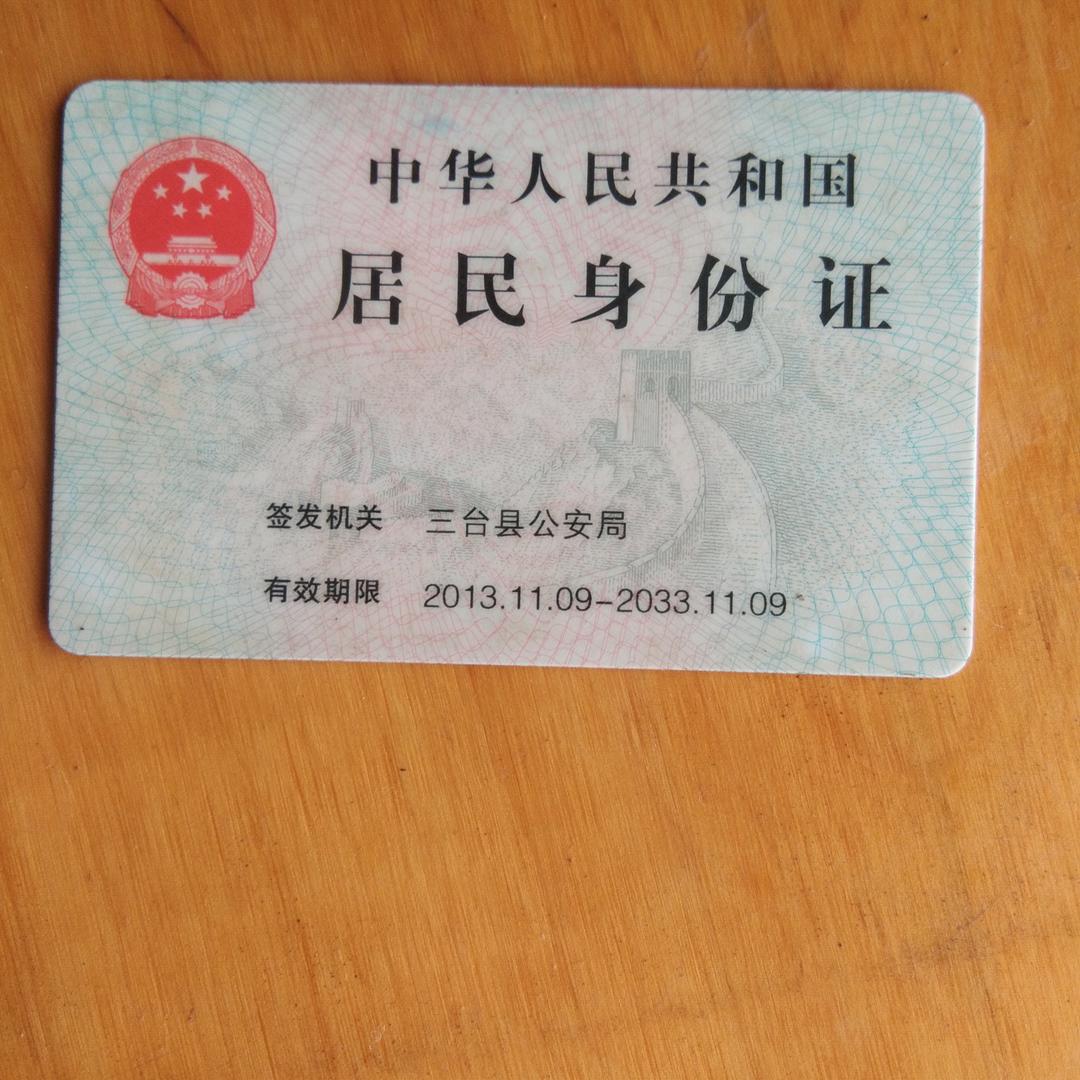 中华人民共和国
居民身份证
签发机关 三台县公安局
有效期限 2013.11.09-2033.11.09